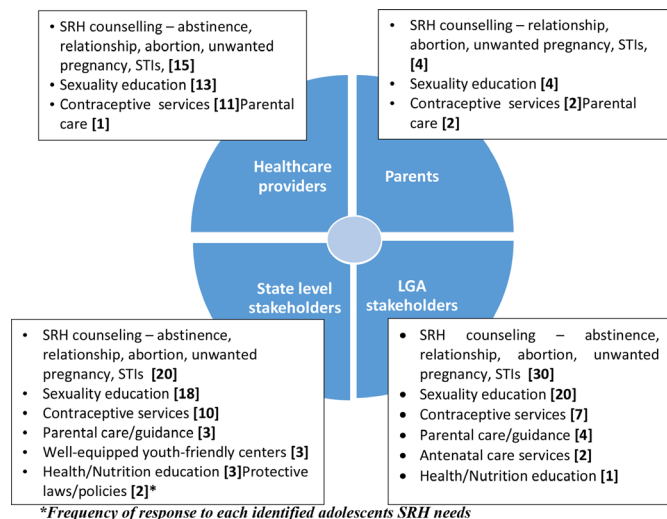 • SRH counselling – abstinence,
relationship, abortion, unwanted
pregnancy, STIs, [15]
• Sexuality education [13]
• Contraceptive services [11]Parental
care [1]
• SRH counselling – relationship,
abortion, unwanted pregnancy, STIs,
[4]
• Sexuality education [4]
• Contraceptive services [2]Parental
care [2]
Healthcare
providers
Parents
State level
stakeholders
LGA
stakeholders
• SRH counseling – abstinence,
relationship, abortion, unwanted
pregnancy, STIs [20]
• Sexuality education [18]
• Contraceptive services [10]
• Parental care/guidance [3]
• Well-equipped youth-friendly centers [3]
• Health/Nutrition education [3]Protective
laws/policies [2]*
• SRH counseling – abstinence,
relationship, abortion, unwanted
pregnancy, STIs [30]
• Sexuality education [20]
• Contraceptive services [7]
• Parental care/guidance [4]
• Antenatal care services [2]
• Health/Nutrition education [1]
*Frequency of response to each identified adolescents SRH needs